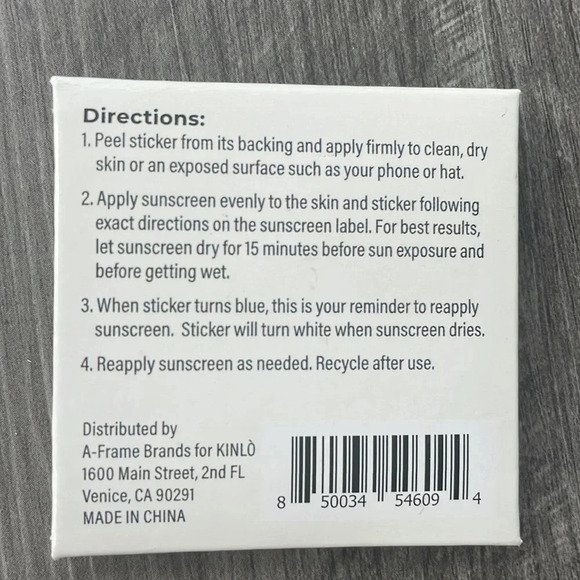 Directions:
1. Peel sticker from its backing and apply firmly to clean, dry
skin or an exposed surface such as your phone or hat.
2. Apply sunscreen evenly to the skin and sticker following
exact directions on the sunscreen label. For best results,
let sunscreen dry for 15 minutes before sun exposure and
before getting wet.
3. When sticker turns blue, this is your reminder to reapply
sunscreen. Sticker will turn white when sunscreen dries.
4. Reapply sunscreen as needed. Recycle after use.
Distributed by
A-Frame Brands for KINLÒ
1600 Main Street, 2nd FL
Venice, CA 90291
MADE IN CHINA
8 50034 54609 4